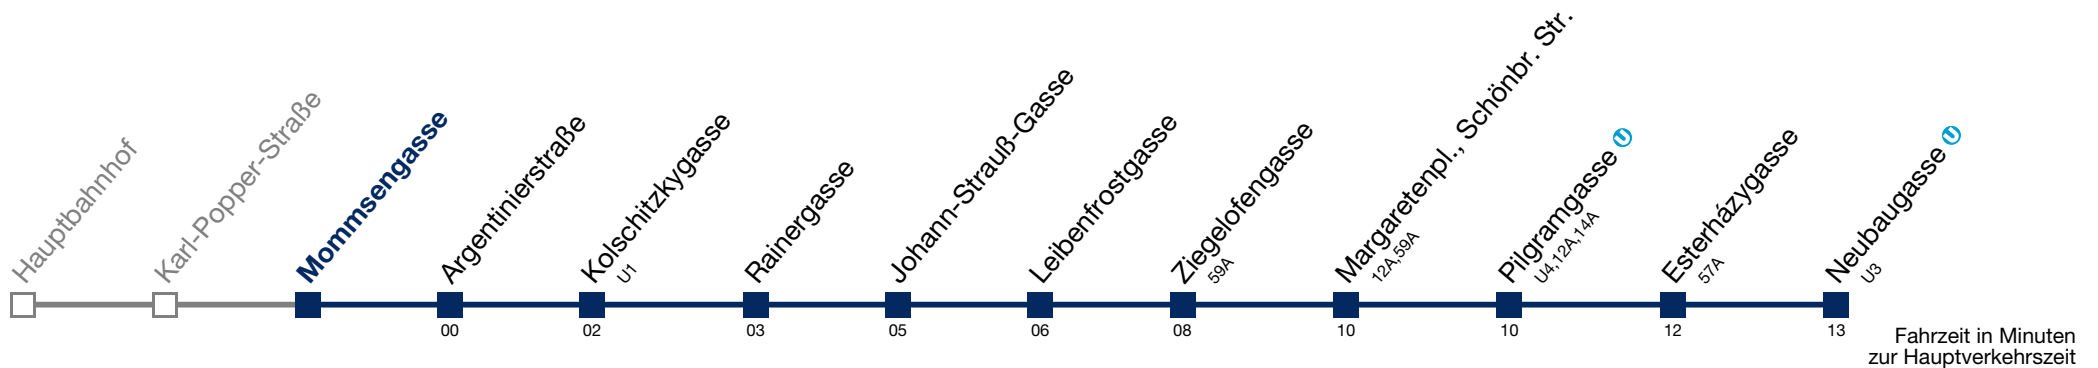 Hauptbahnhof
Karl-Popper-Straße
Mommsengasse
Argentinierstraße
Kolschitzkygasse
U1
Rainergasse
Johann-Strauß-Gasse
Leibenfrostgasse
Ziegelofengasse
59A
Margaretenpl., Schönbr. Str.
12A,59A
Pilgramgasse U
U4,12A,14A
Esterházygasse
57A
Neubaugasse U
U3
00 02 03 05 06 08 10 10 12 13
Fahrzeit in Minuten
zur Hauptverkehrszeit